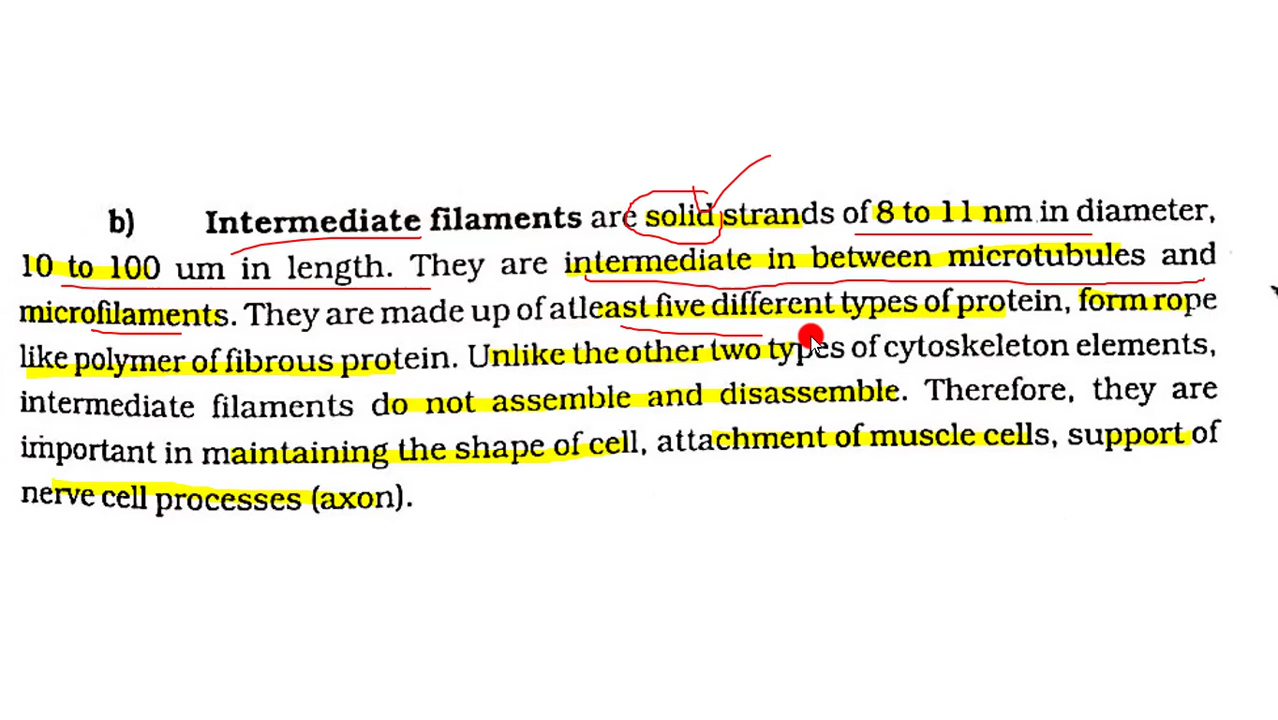 b) Intermediate filaments are solid strands of 8 to 11 nm in diameter,
10 to 100 um in length. They are intermediate in between microtubules and
microfilaments. They are made up of atleast five different types of protein, form rope
like polymer of fibrous protein. Unlike the other two types of cytoskeleton elements,
intermediate filaments do not assemble and disassemble. Therefore, they are
important in maintaining the shape of cell, attachment of muscle cells, support of
nerve cell processes (axon).